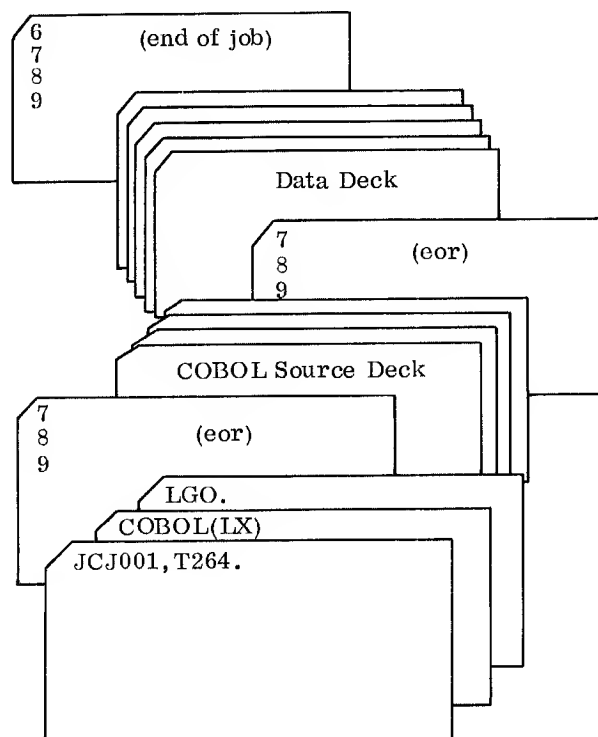 6 (end of job)
7
8
9
Data Deck
7
8 (eor)
9
COBOL Source Deck
7
8 (eor)
9
LGO.
COBOL(LX)
JCJ001,T264.